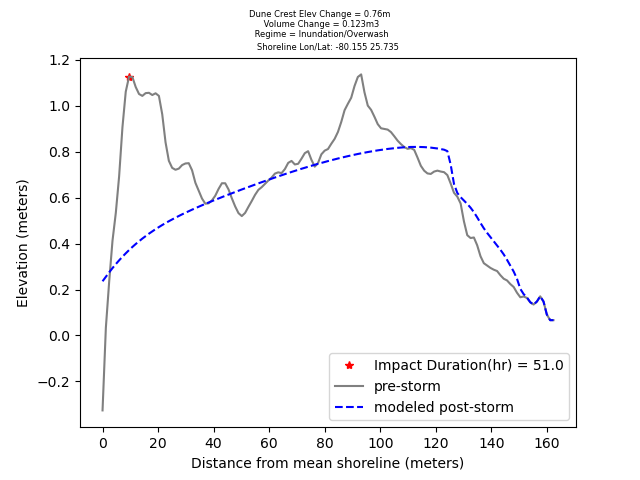 Dune Crest Elev Change = 0.76m
Volume Change = 0.123m3
Regime = Inundation/Overwash
Shoreline Lon/Lat: -80.155 25.735
1.2
1.0
0.8
0.6
0.4
0.2
0.0
−0.2
Elevation (meters)
Impact Duration(hr) = 51.0
pre-storm
modeled post-storm
0 20 40 60 80 100 120 140 160
Distance from mean shoreline (meters)